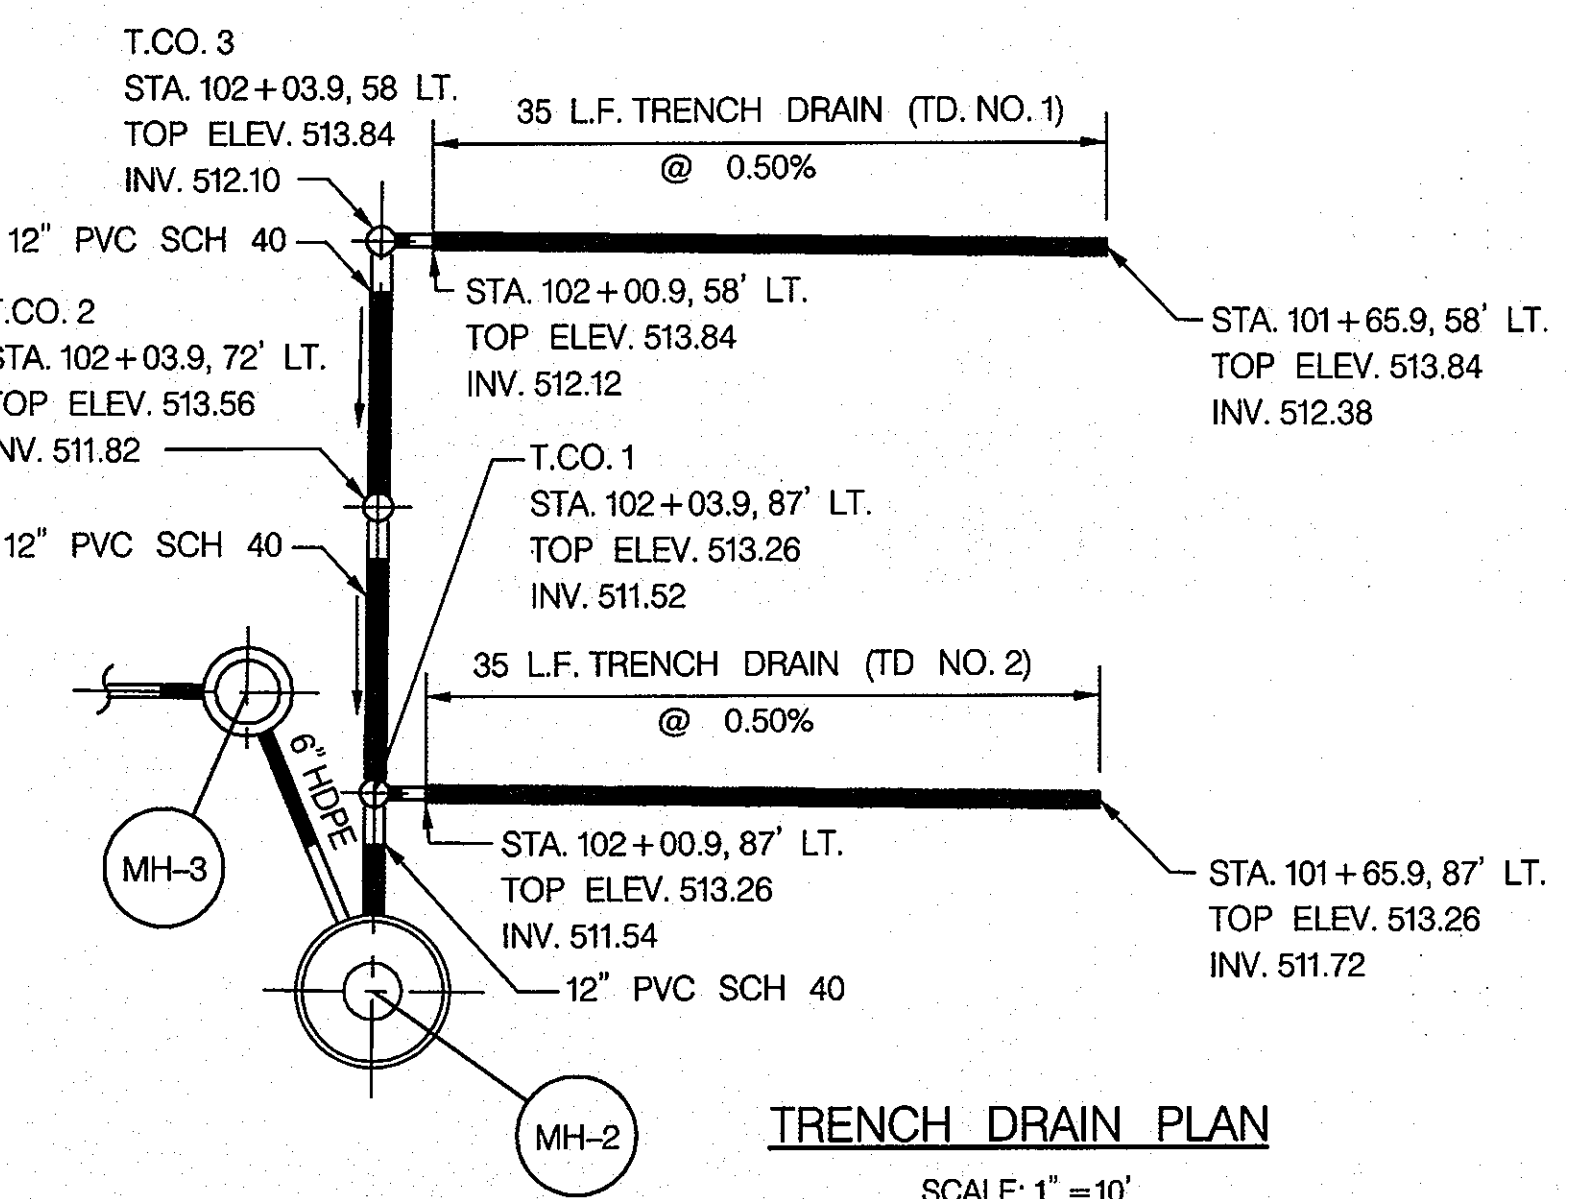 T.CO. 3
STA. 102+03.9, 58 LT.
TOP ELEV. 513.84
INV. 512.10
12" PVC SCH 40
35 L.F. TRENCH DRAIN (TD. NO. 1)
@ 0.50%
STA. 102+00.9, 58' LT.
TOP ELEV. 513.84
INV. 512.12
STA. 101+65.9, 58' LT.
TOP ELEV. 513.84
INV. 512.38
.CO. 2
STA. 102+03.9, 72' LT.
TOP ELEV. 513.56
INV. 511.82
12" PVC SCH 40
T.CO. 1
STA. 102+03.9, 87' LT.
TOP ELEV. 513.26
INV. 511.52
35 L.F. TRENCH DRAIN (TD NO. 2)
@ 0.50%
6" HDPE
MH-3
STA. 102+00.9, 87' LT.
TOP ELEV. 513.26
INV. 511.54
12" PVC SCH 40
STA. 101+65.9, 87' LT.
TOP ELEV. 513.26
INV. 511.72
MH-2
TRENCH DRAIN PLAN
SCALE: 1" = 10'